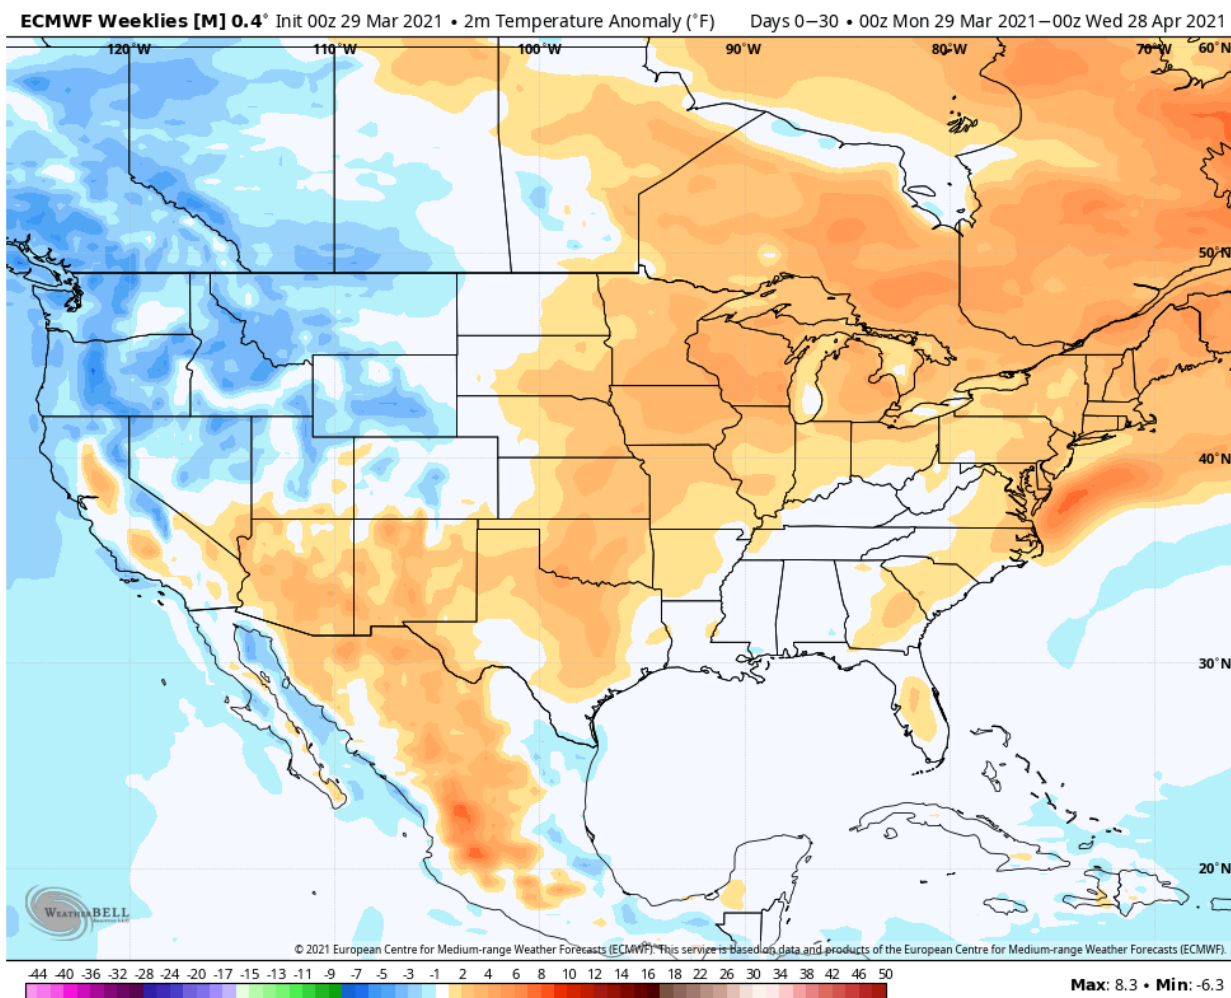 ECMWF Weeklies [M] 0.4° Init 00z 29 Mar 2021 • 2m Temperature Anomaly (°F) Days 0−30 • 00z Mon 29 Mar 2021−00z Wed 28 Apr 2021
120°W 110°W 100°W 90°W 80°W 70°W 60°N
50°N
40°N
30°N
20°N
WEATHERBELL
© 2021 European Centre for Medium-range Weather Forecasts (ECMWF). This service is based on data and products of the European Centre for Medium-range Weather Forecasts (ECMWF).
-44 -40 -36 -32 -28 -24 -20 -17 -15 -13 -11 -9 -7 -5 -3 -1 2 4 6 8 10 12 14 16 18 22 26 30 34 38 42 46 50
Max: 8.3 • Min: -6.3